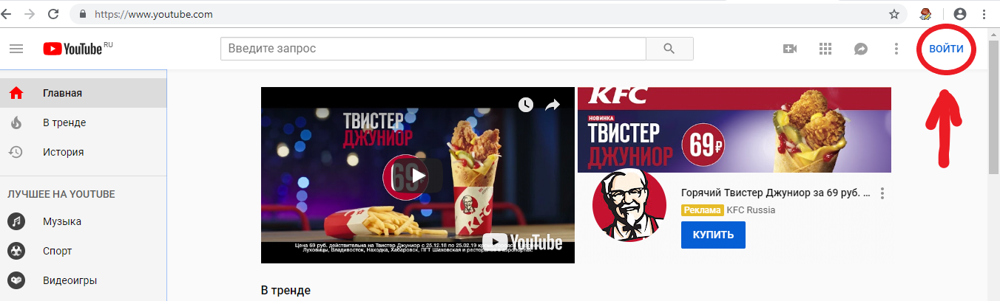 https://www.youtube.com
YouTube RU
Введите запрос
ВОЙТИ
Главная
В тренде
История
ЛУЧШЕЕ НА YOUTUBE
Музыка
Спорт
Видеоигры
ТВИСТЕР
ДЖУНИОР
69
KFC
Цена 69 руб. действительна на Твистер Джуниор с 25.12.18 по 25.02.19 кроме
Луховицы, Владивосток, Находка, Хабаровск, ПГТ Шаховская и ресторанов в аэропортах.
YouTube
KFC
НОВИНКА
ТВИСТЕР
ДЖУНИОР
69₽
Горячий Твистер Джуниор за 69 руб. ...
Реклама KFC Russia
КУПИТЬ
В тренде